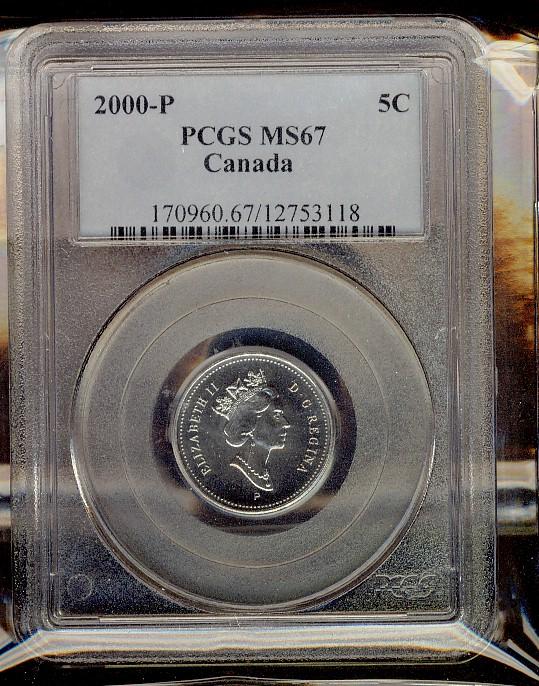 2000-P 5C
PCGS MS67
Canada
170960.67/12753118
ELIZABETH II D·G·REGINA
P
PCGS